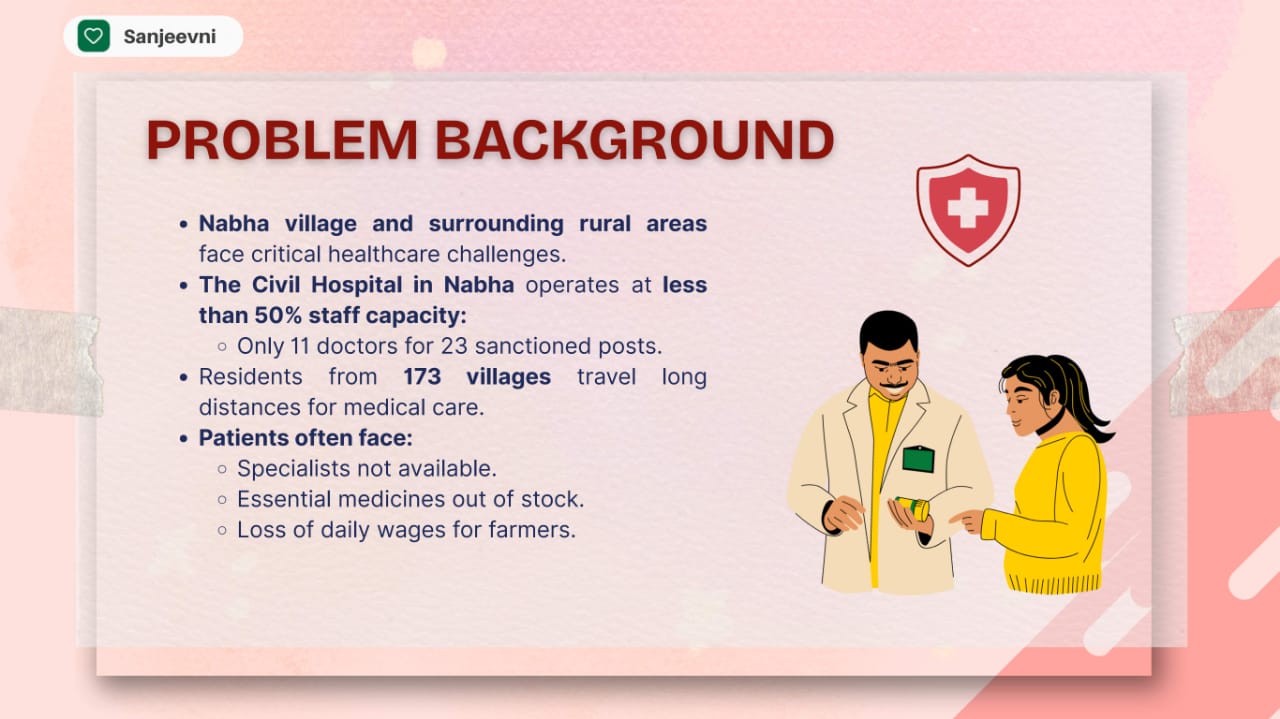 Sanjeevni
PROBLEM BACKGROUND
• Nabha village and surrounding rural areas
face critical healthcare challenges.
• The Civil Hospital in Nabha operates at less
than 50% staff capacity:
◦ Only 11 doctors for 23 sanctioned posts.
• Residents from 173 villages travel long
distances for medical care.
• Patients often face:
◦ Specialists not available.
◦ Essential medicines out of stock.
◦ Loss of daily wages for farmers.